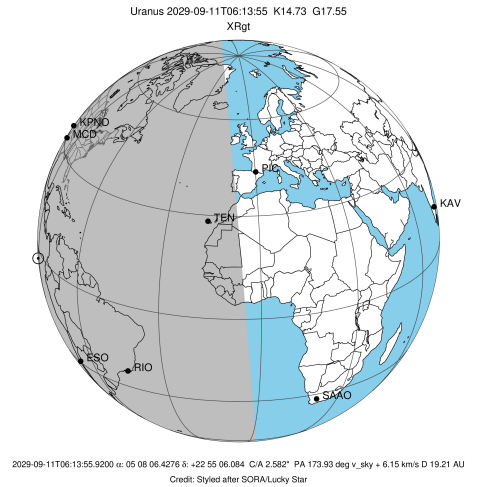 Uranus 2029-09-11T06:13:55 K14.73 G17.55
XRgt
KPNO
MCD
PIC
KAV
TEN
ESO
RIO
SAAO
2029-09-11T06:13:55.9200 α: 05 08 06.4276 δ: +22 55 06.084 C/A 2.582" PA 173.93 deg v_sky + 6.15 km/s D 19.21 AU
Credit: Styled after SORA/Lucky Star